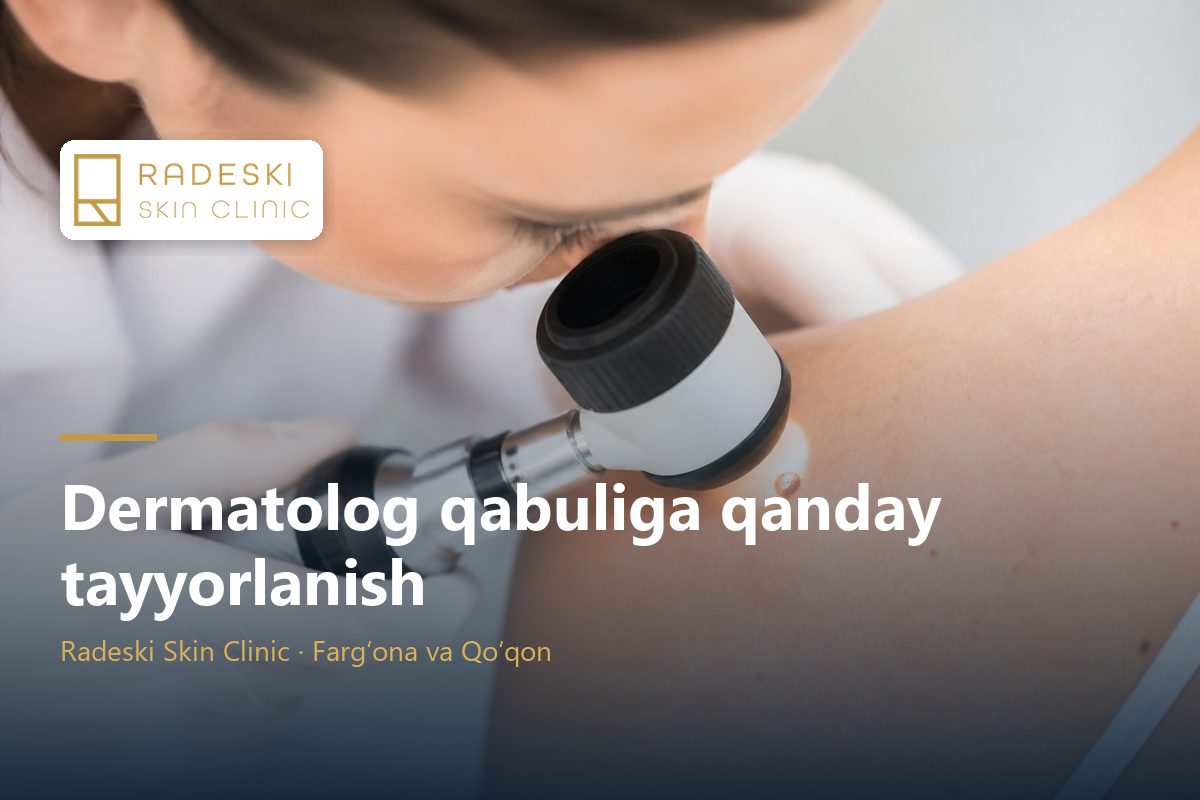 RADESKI
SKIN CLINIC
Dermatolog qabuliga qanday
tayyorlanish
Radeski Skin Clinic · Farg‘ona va Qo‘qon